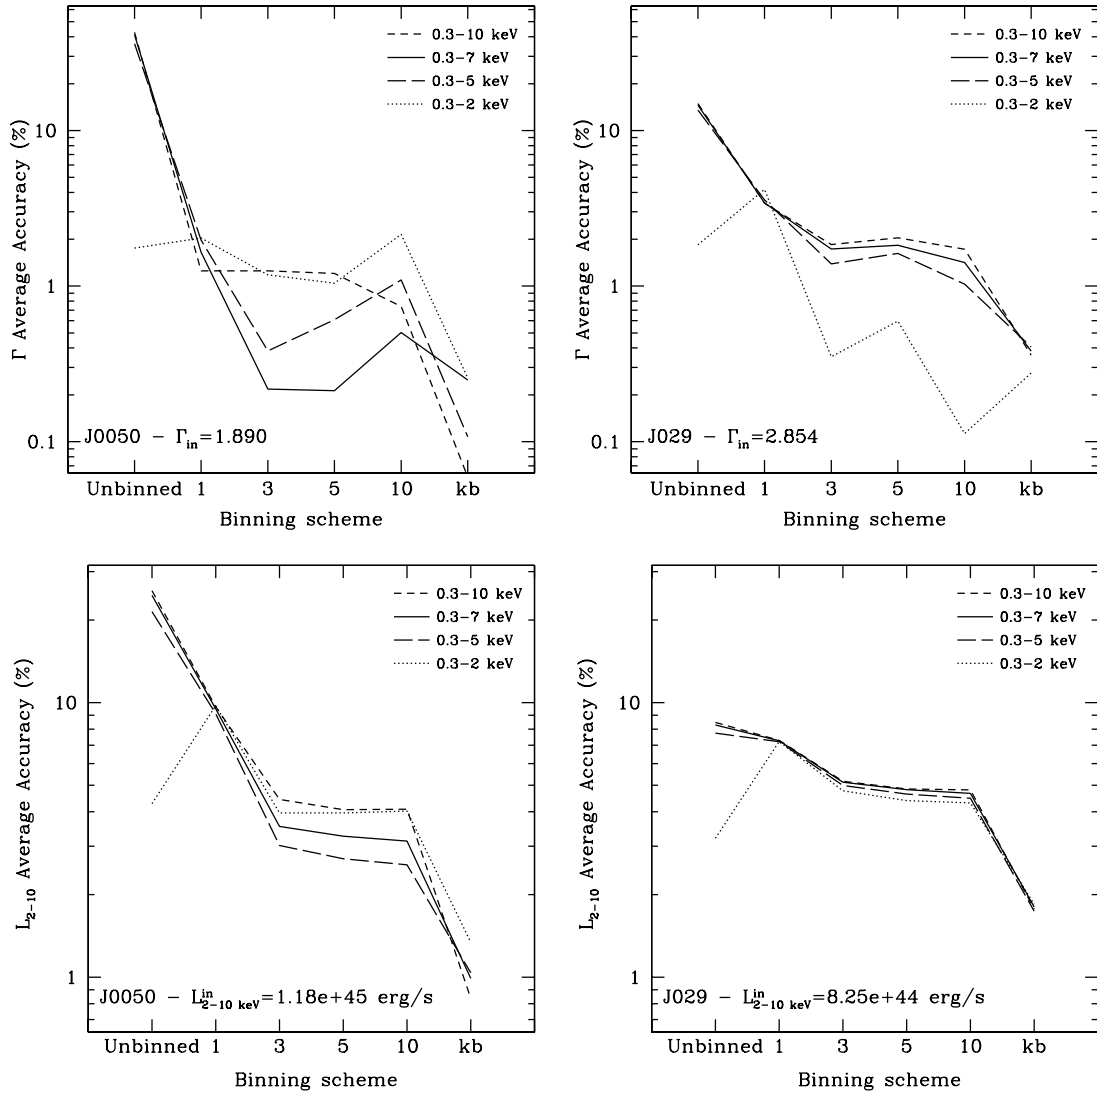 0.3−10 keV
0.3−7 keV
0.3−5 keV
0.3−2 keV
10
1
0.1
Γ Average Accuracy (%)
J0050 − Γin=1.890
Unbinned 1 3 5 10 kb
Binning scheme
0.3−10 keV
0.3−7 keV
0.3−5 keV
0.3−2 keV
10
1
0.1
Γ Average Accuracy (%)
J029 − Γin=2.854
Unbinned 1 3 5 10 kb
Binning scheme
0.3−10 keV
0.3−7 keV
0.3−5 keV
0.3−2 keV
10
1
L2−10 Average Accuracy (%)
J0050 − Lin2−10 keV=1.18e+45 erg/s
Unbinned 1 3 5 10 kb
Binning scheme
0.3−10 keV
0.3−7 keV
0.3−5 keV
0.3−2 keV
10
1
L2−10 Average Accuracy (%)
J029 − Lin2−10 keV=8.25e+44 erg/s
Unbinned 1 3 5 10 kb
Binning scheme